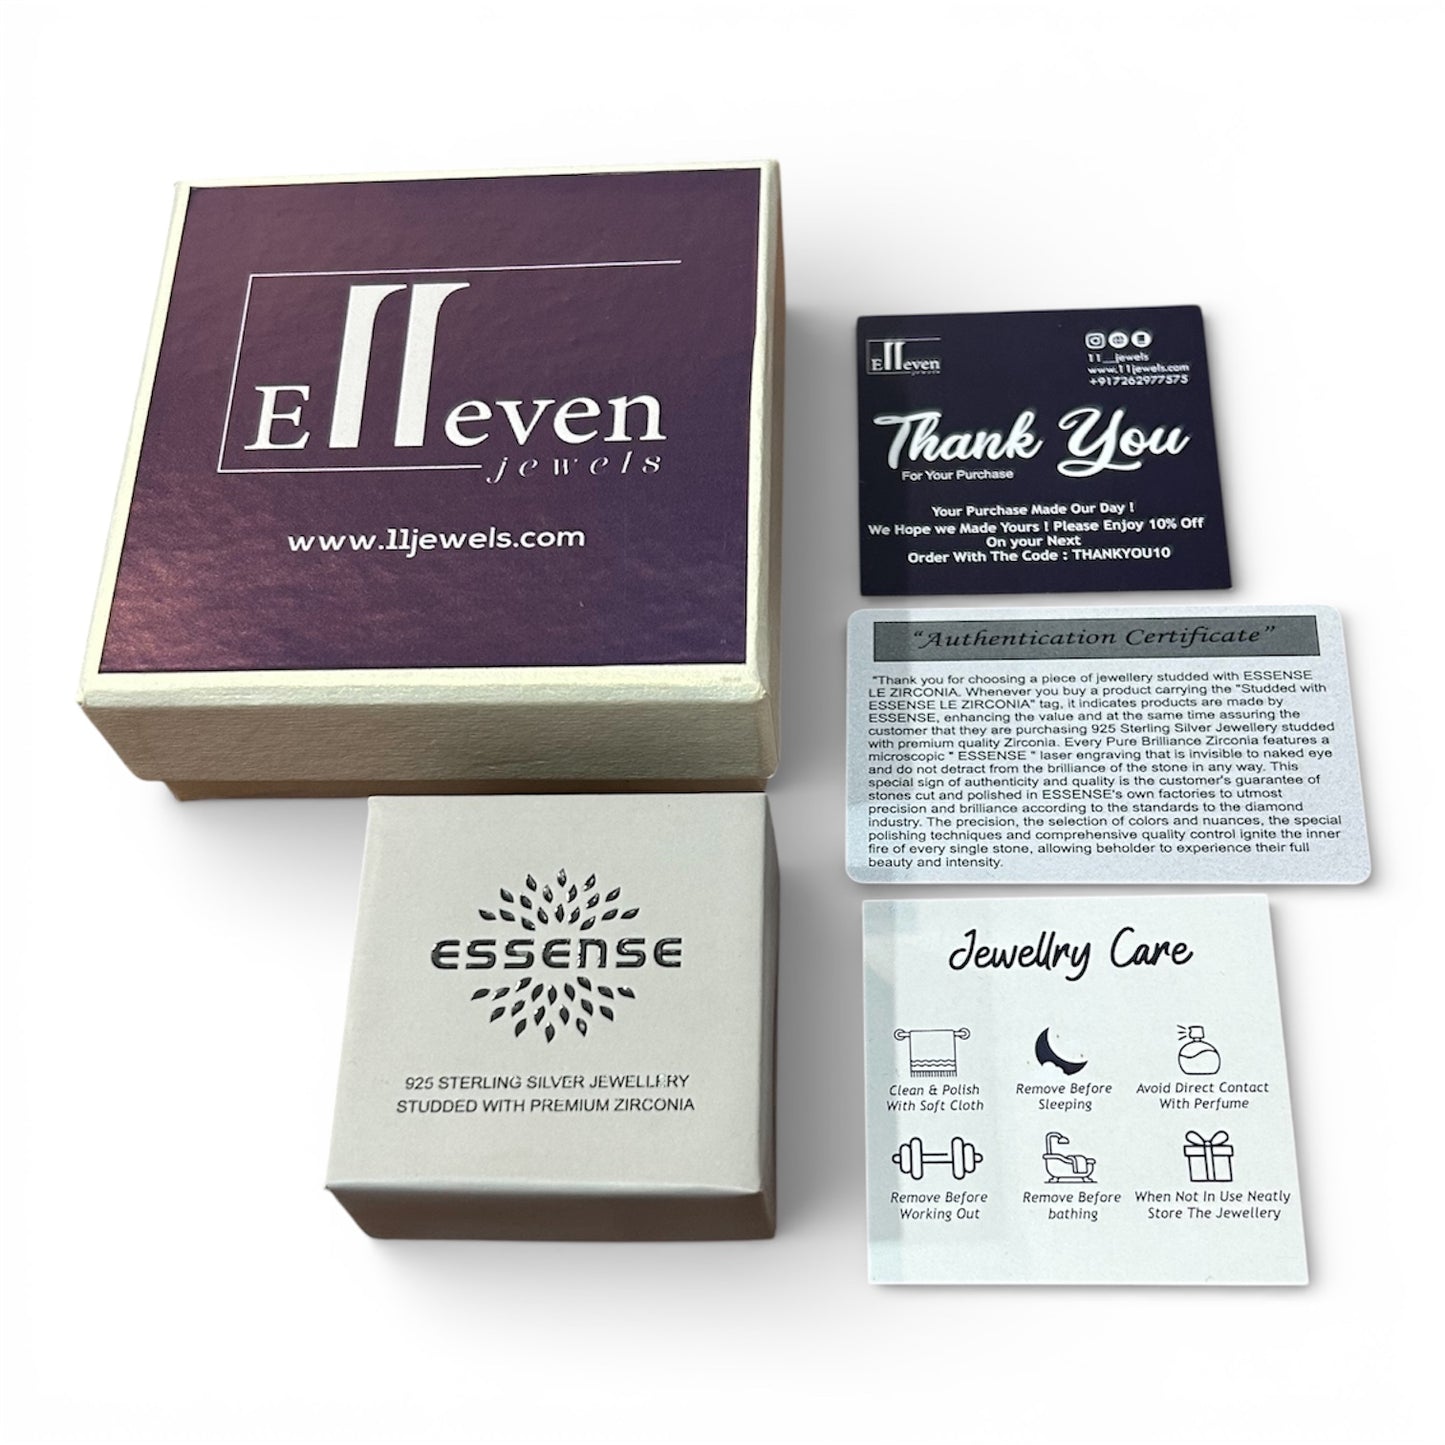 E11even
jewels
www.11jewels.com
E11even
jewels
11__jewels
www.11jewels.com
+917262977575
Thank You
For Your Purchase
Your Purchase Made Our Day !
We Hope we Made Yours ! Please Enjoy 10% Off
On your Next
Order With The Code : THANKYOU10
"Authentication Certificate"
"Thank you for choosing a piece of jewellery studded with ESSENSE
LE ZIRCONIA. Whenever you buy a product carrying the "Studded with
ESSENSE LE ZIRCONIA" tag, it indicates products are made by
ESSENSE, enhancing the value and at the same time assuring the
customer that they are purchasing 925 Sterling Silver Jewellery studded
with premium quality Zirconia. Every Pure Brilliance Zirconia features a
microscopic " ESSENSE " laser engraving that is invisible to naked eye
and do not detract from the brilliance of the stone in any way. This
special sign of authenticity and quality is the customer's guarantee of
stones cut and polished in ESSENSE's own factories to utmost
precision and brilliance according to the standards to the diamond
industry. The precision, the selection of colors and nuances, the special
polishing techniques and comprehensive quality control ignite the inner
fire of every single stone, allowing beholder to experience their full
beauty and intensity.
ESSENSE
925 STERLING SILVER JEWELLERY
STUDDED WITH PREMIUM ZIRCONIA
Jewellry Care
Clean & Polish
With Soft Cloth
Remove Before
Sleeping
Avoid Direct Contact
With Perfume
Remove Before
Working Out
Remove Before
bathing
When Not In Use Neatly
Store The Jewellery